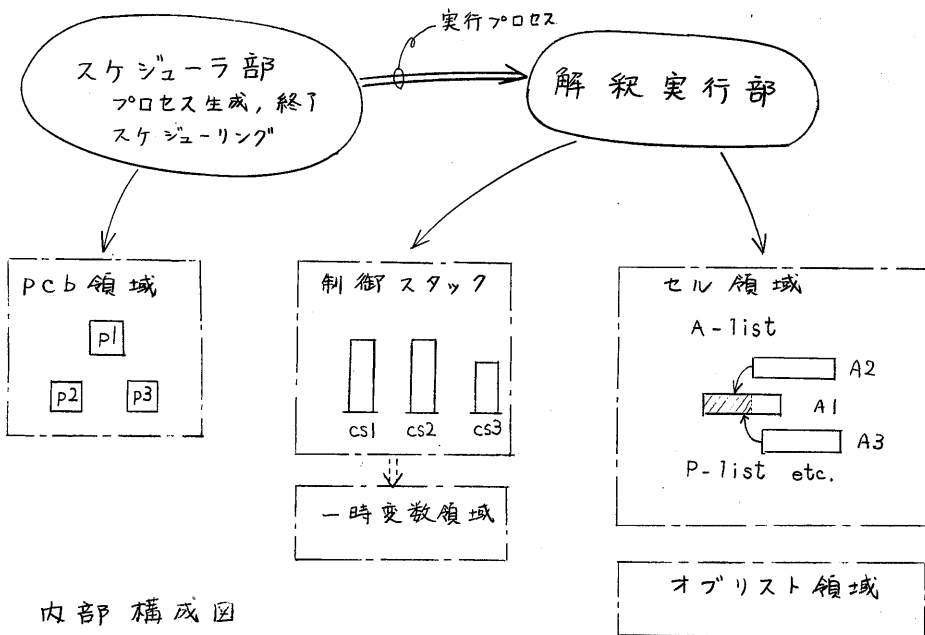 実行プロセス
スケジューラ部
プロセス生成,終了
スケジューリング
解釈実行部
pcb領域
p1
p2
p3
制御スタック
cs1
cs2
cs3
一時変数領域
セル領域
A-list
A2
A1
A3
P-list etc.
オブリスト領域
内部構成図